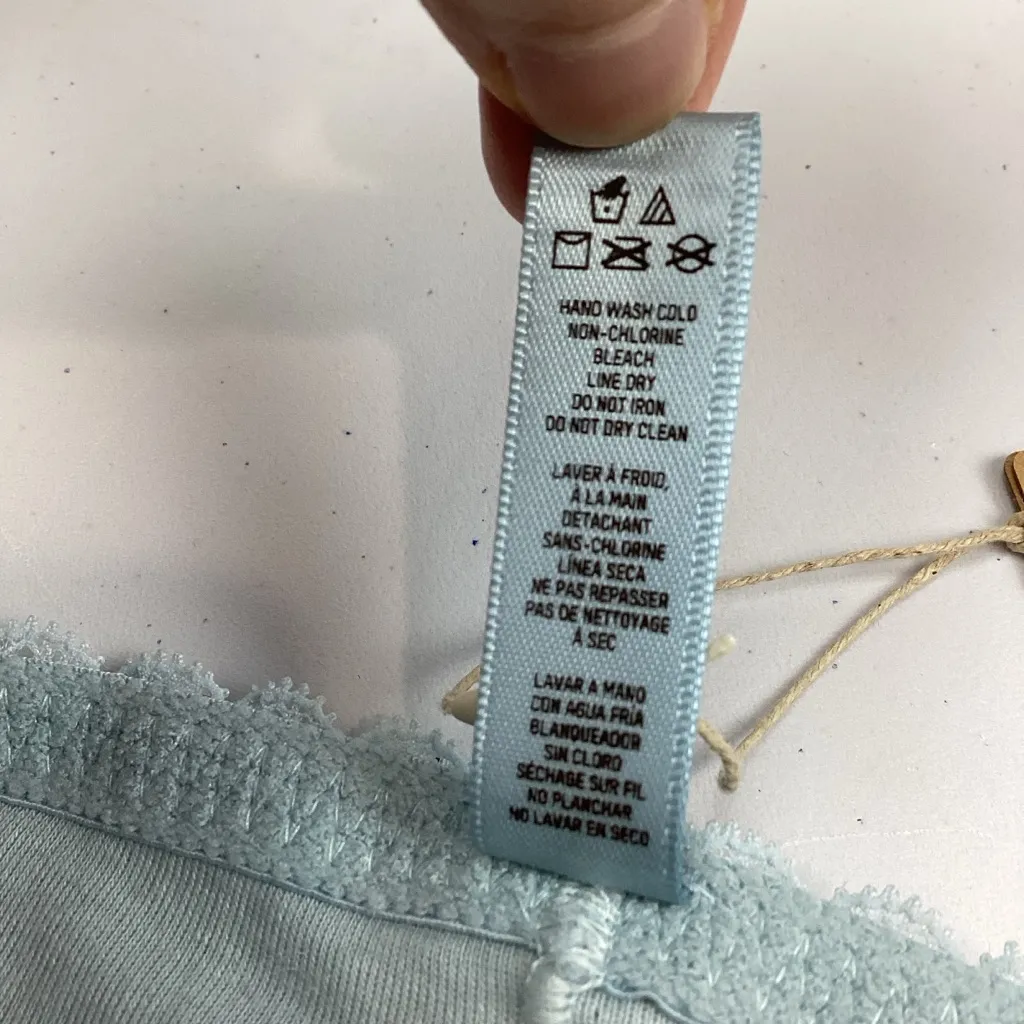 HAND WASH COLD
NON-CHLORINE
BLEACH
LINE DRY
DO NOT IRON
DO NOT DRY CLEAN
LAVER À FROID,
À LA MAIN
DETACHANT
SANS-CHLORINE
LÍNEA SECA
NE PAS REPASSER
PAS DE NETTOYAGE
À SEC
LAVAR A MANO
CON AGUA FRÍA
BLANQUEADOR
SIN CLORO
SÉCHAGE SUR FIL
NO PLANCHAR
NO LAVAR EN SECO